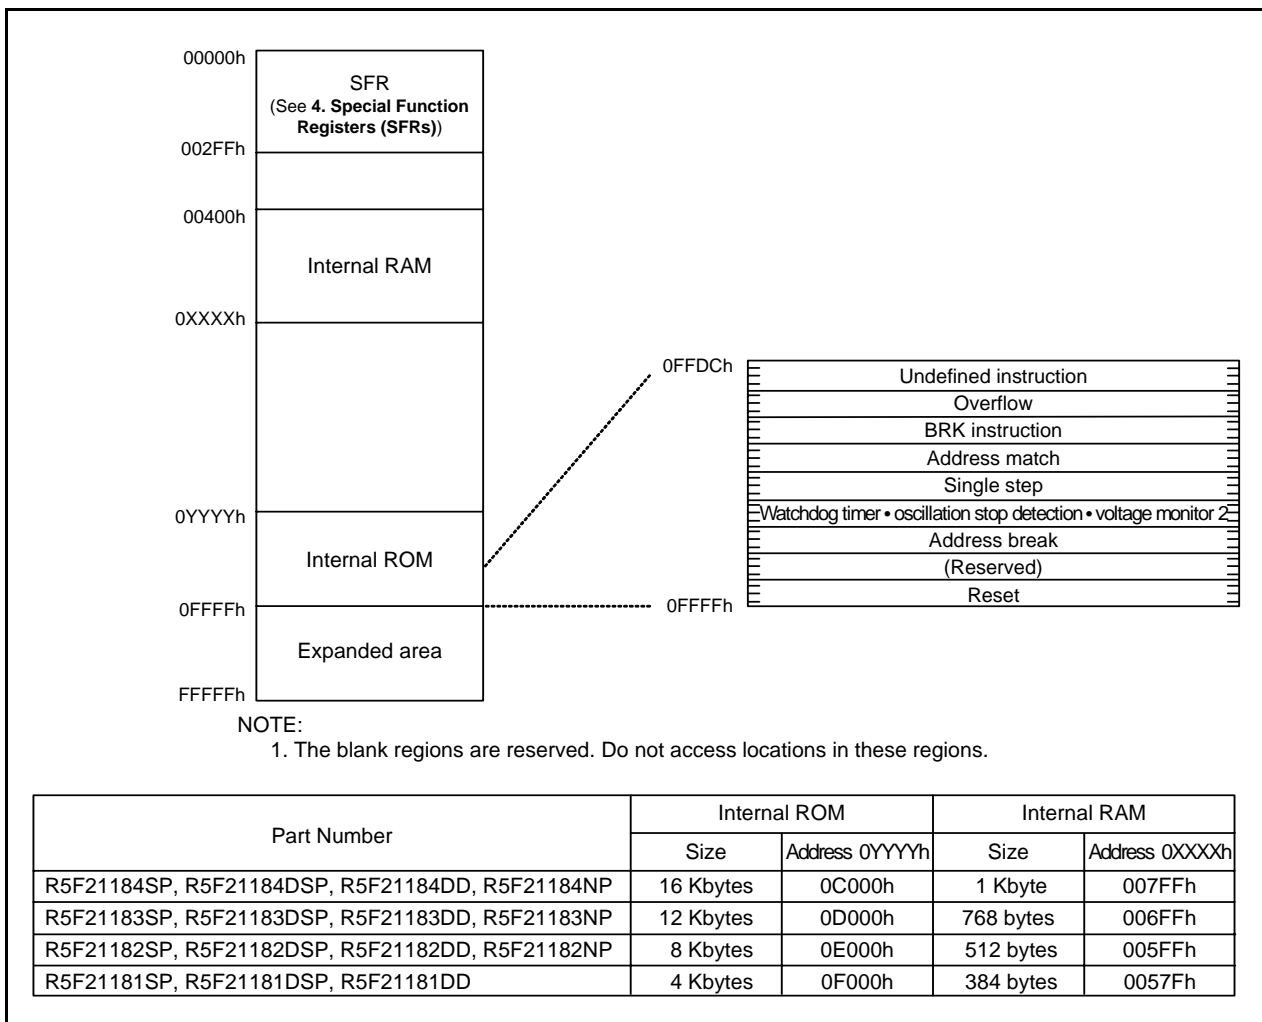 00000h
SFR
(See 4. Special Function
Registers (SFRs))
002FFh
00400h
Internal RAM
0XXXXh
0FFDCh
Undefined instruction
Overflow
BRK instruction
Address match
Single step
0YYYYh
Watchdog timer • oscillation stop detection • voltage monitor 2
Address break
Internal ROM
(Reserved)
Reset
0FFFFh
0FFFFh
Expanded area
FFFFFh
NOTE:
1. The blank regions are reserved. Do not access locations in these regions.
Part Number Internal ROM Internal RAM
Size Address 0YYYYh Size Address 0XXXXh
R5F21184SP, R5F21184DSP, R5F21184DD, R5F21184NP 16 Kbytes 0C000h 1 Kbyte 007FFh
R5F21183SP, R5F21183DSP, R5F21183DD, R5F21183NP 12 Kbytes 0D000h 768 bytes 006FFh
R5F21182SP, R5F21182DSP, R5F21182DD, R5F21182NP 8 Kbytes 0E000h 512 bytes 005FFh
R5F21181SP, R5F21181DSP, R5F21181DD 4 Kbytes 0F000h 384 bytes 0057Fh